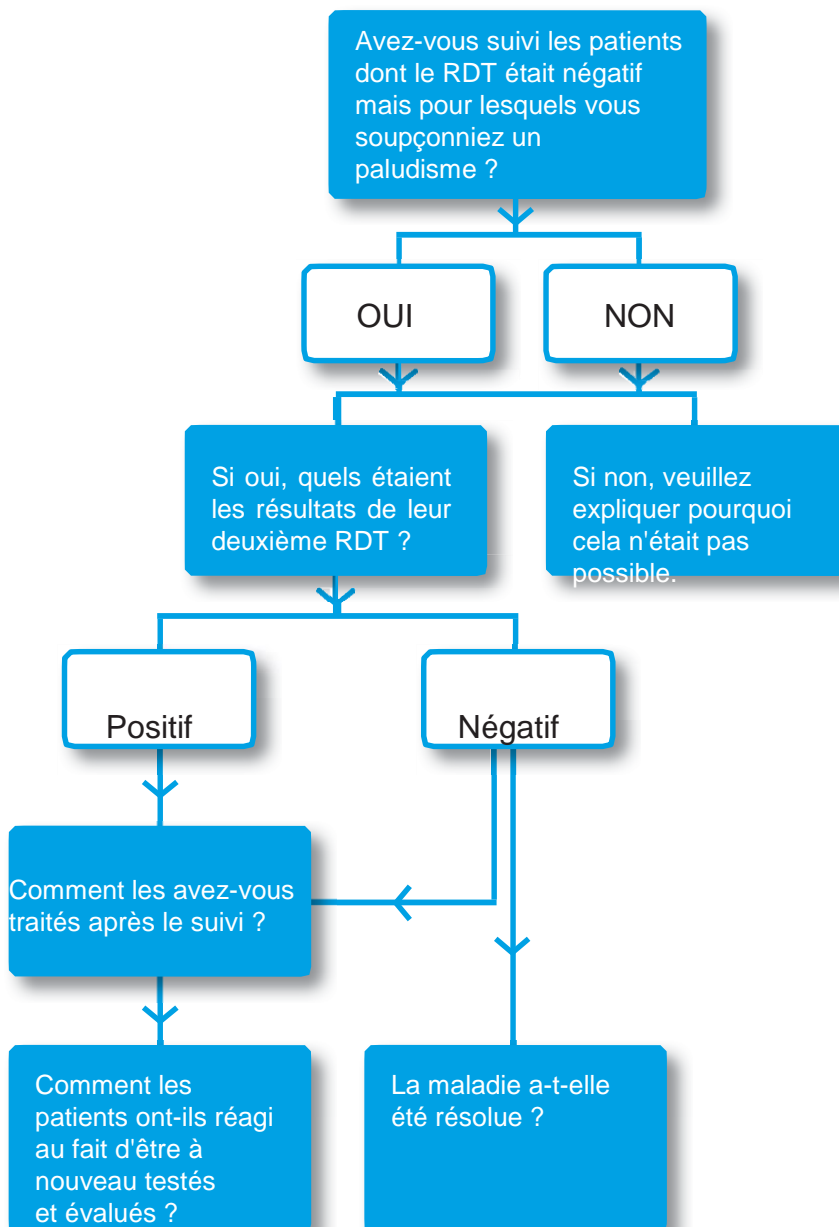 Avez-vous suivi les patients
dont le RDT était négatif
mais pour lesquels vous
soupçonniez un
paludisme ?
OUI
NON
Si oui, quels étaient
les résultats de leur
deuxième RDT ?
Si non, veuillez
expliquer pourquoi
cela n'était pas
possible.
Positif
Négatif
Comment les avez-vous
traités après le suivi ?
Comment les
patients ont-ils réagi
au fait d'être à
nouveau testés
et évalués ?
La maladie a-t-elle
été résolue ?